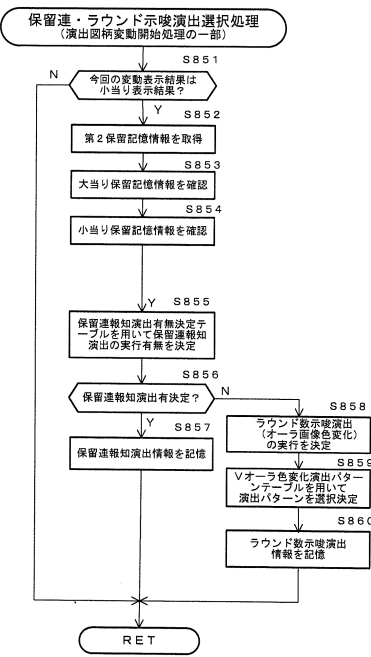 保留連・ラウンド示唆演出選択処理
(演出図柄変動開始処理の一部)
S851
N
今回の変動表示結果は
小当り表示結果？
Y
S852
第２保留記憶情報を取得
S853
大当り保留記憶情報を確認
S854
小当り保留記憶情報を確認
Y
S855
保留連報知演出有無決定テ
ーブルを用いて保留連報知
演出の実行有無を決定
S856
保留連報知演出有決定？
N
Y
S857
保留連報知演出情報を記憶
S858
ラウンド数示唆演出
(オーラ画像色変化)
の実行を決定
S859
Ｖオーラ色変化演出パター
ンテーブルを用いて
演出パターンを選択決定
S860
ラウンド数示唆演出
情報を記憶
ＲＥＴ